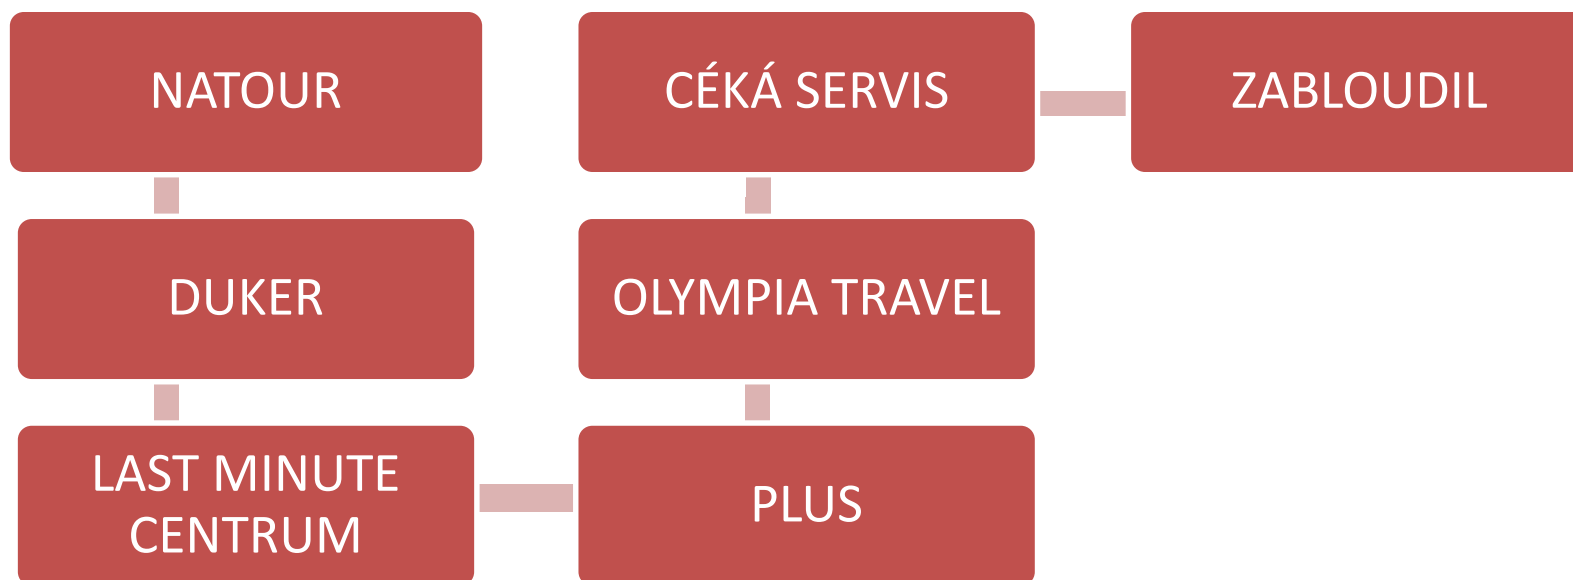 NATOUR
DUKER
LAST MINUTE
CENTRUM
PLUS
OLYMPIA TRAVEL
CÉKÁ SERVIS
ZABLOUDIL